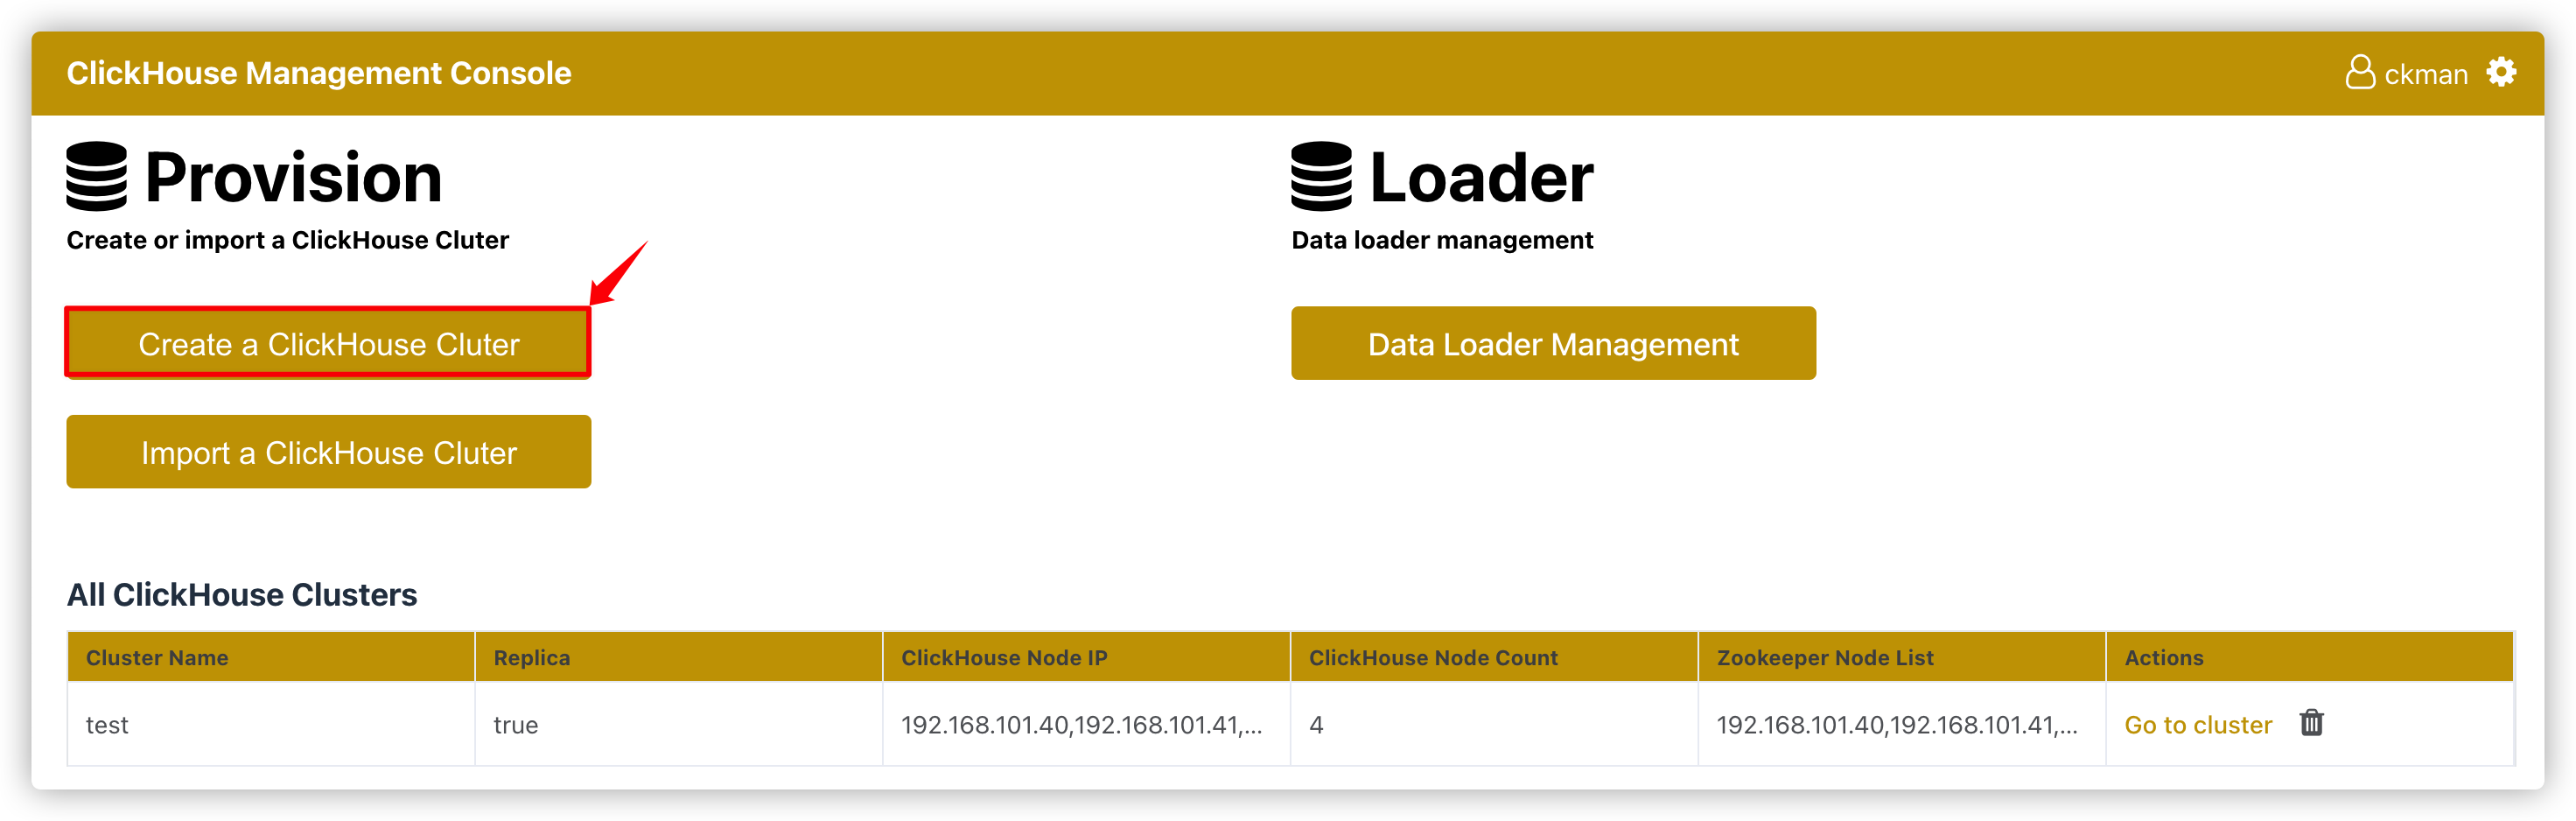 ClickHouse Management Console
ckman
Provision
Create or import a ClickHouse Cluter
Create a ClickHouse Cluter
Import a ClickHouse Cluter
Loader
Data loader management
Data Loader Management
All ClickHouse Clusters
Cluster Name Replica ClickHouse Node IP ClickHouse Node Count Zookeeper Node List Actions
test true 192.168.101.40,192.168.101.41,... 4 192.168.101.40,192.168.101.41,... Go to cluster